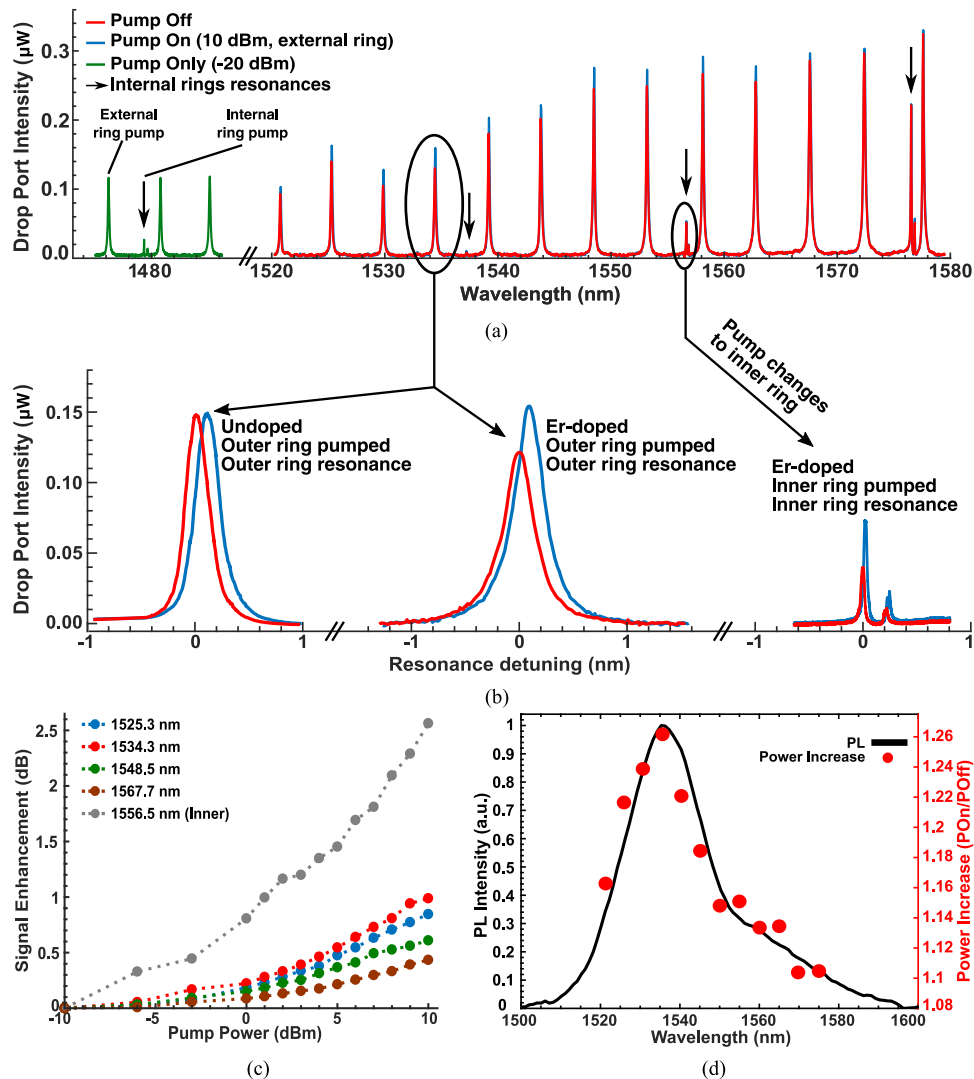 Pump Off
Pump On (10 dBm, external ring)
Pump Only (-20 dBm)
Internal rings resonances
External ring pump
Internal ring pump
Drop Port Intensity (µW)
0.3
0.2
0.1
0.0
1480
1520
1530
1540
1550
1560
1570
1580
Wavelength (nm)
(a)
Pump changes
to inner ring
Drop Port Intensity (µW)
0.15
0.10
0.05
0.00
Undoped
Outer ring pumped
Outer ring resonance
Er-doped
Outer ring pumped
Outer ring resonance
Er-doped
Inner ring pumped
Inner ring resonance
0
1
-1
0
1
-1
0
1
Resonance detuning (nm)
(b)
Signal Enhancement (dB)
2.5
2
1.5
1
0.5
0
1525.3 nm
1534.3 nm
1548.5 nm
1567.7 nm
1556.5 nm (Inner)
-10
-5
0
5
10
Pump Power (dBm)
(c)
PL Intensity (a.u.)
1
0.9
0.8
0.7
0.6
0.5
0.4
0.3
0.2
0.1
0
PL
Power Increase
1500
1520
1540
1560
1580
1600
Wavelength (nm)
1.26
1.24
1.22
1.2
1.18
1.16
1.14
1.12
1.1
1.08
Power Increase (POn/POff)
(d)